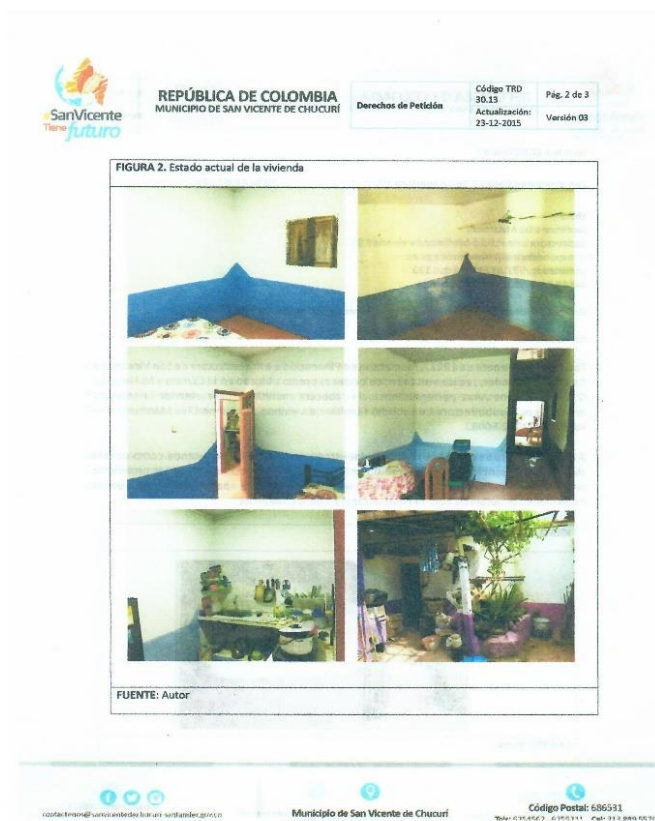 SanVicente
Tiene futuro
REPÚBLICA DE COLOMBIA
MUNICIPIO DE SAN VICENTE DE CHUCURÍ
Derechos de Petición
Código TRD
30.13
Actualización:
23-12-2015
Pág. 2 de 3
Versión 03
FIGURA 2. Estado actual de la vivienda
FUENTE: Autor
Municipio de San Vicente de Chucurí
Código Postal: 686531